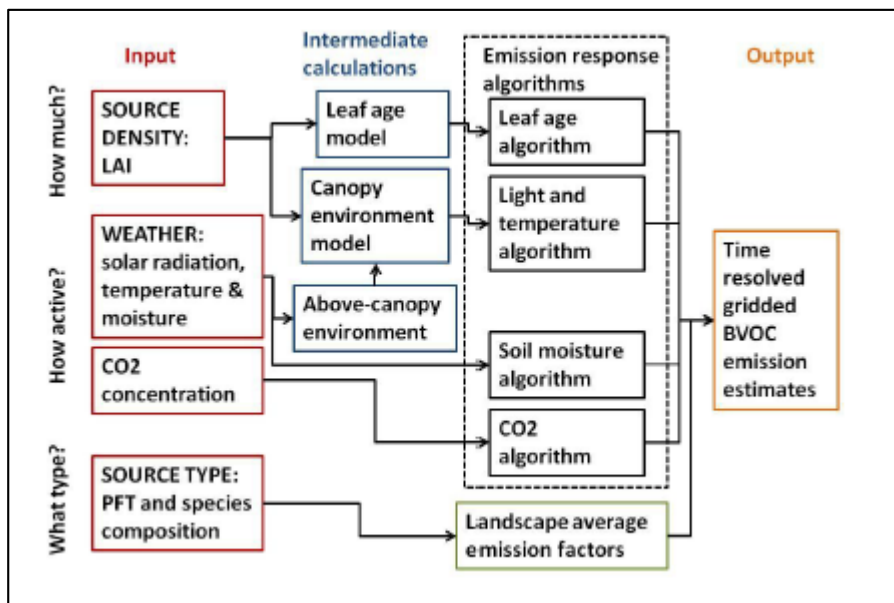 Input
Intermediate
calculations
Emission response
algorithms
Output
How much?
SOURCE
DENSITY:
LAI
Leaf age
model
Leaf age
algorithm
Canopy
environment
model
Light and
temperature
algorithm
How active?
WEATHER:
solar radiation,
temperature &
moisture
Above-canopy
environment
Time
resolved
gridded
BVOC
emission
estimates
Soil moisture
algorithm
CO2
concentration
CO2
algorithm
What type?
SOURCE TYPE:
PFT and species
composition
Landscape average
emission factors